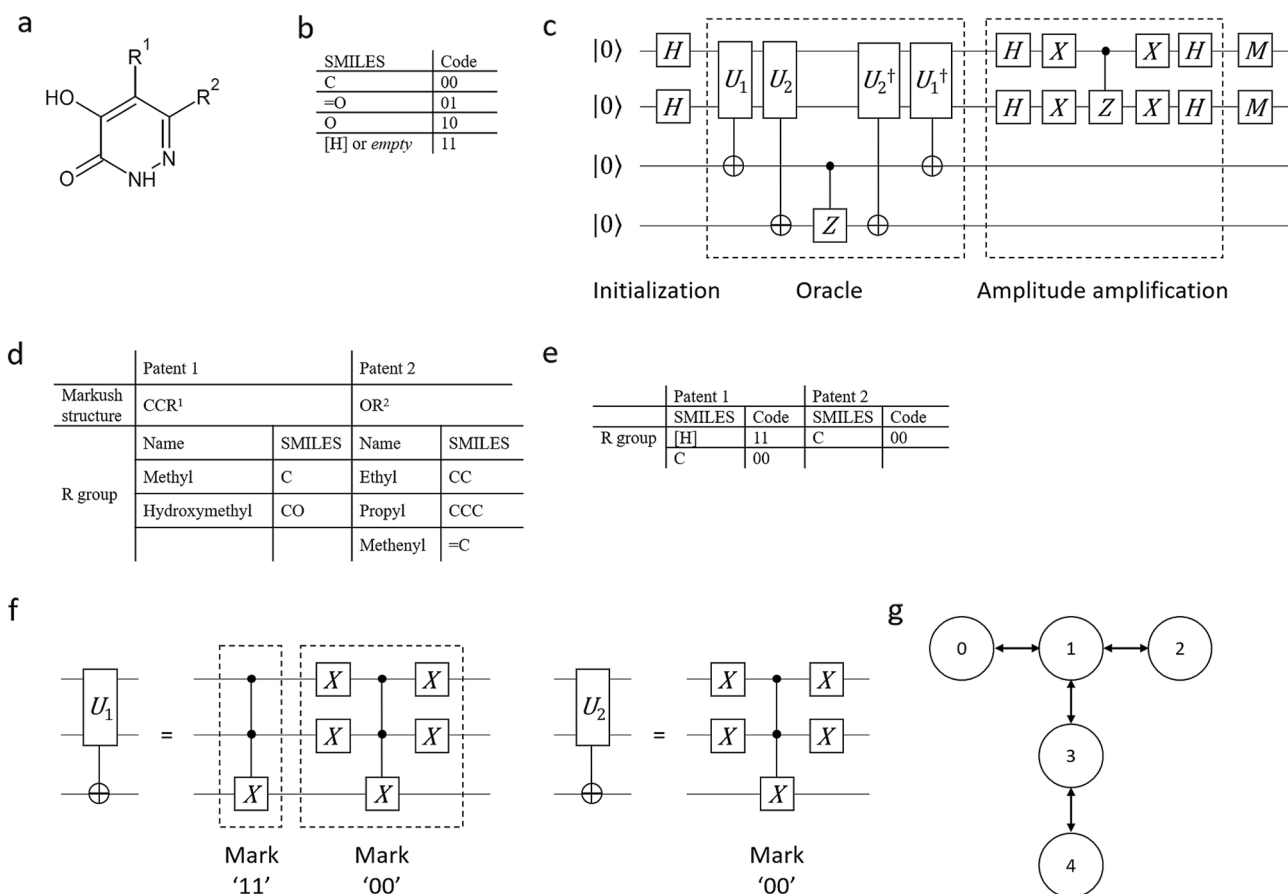 a
R¹
HO
R²
O
NH
N
b
SMILES Code
C 00
=O 01
O 10
[H] or empty 11
c
|0⟩ H U₁ U₂ U₂† U₁† H X X H M
|0⟩ H H X Z X H M
|0⟩
|0⟩ Z
Initialization Oracle Amplitude amplification
d
Patent 1 Patent 2
Markush structure CCR¹ OR²
R group Name SMILES Name SMILES
Methyl C Ethyl CC
Hydroxymethyl CO Propyl CCC
Methenyl =C
e
Patent 1 Patent 2
SMILES Code SMILES Code
R group [H] 11 C 00
C 00
f
U₁ = X X U₂ = X X
X X X X
X X X
Mark Mark Mark
‘11’ ‘00’ ‘00’
g
0 1 2
3
4